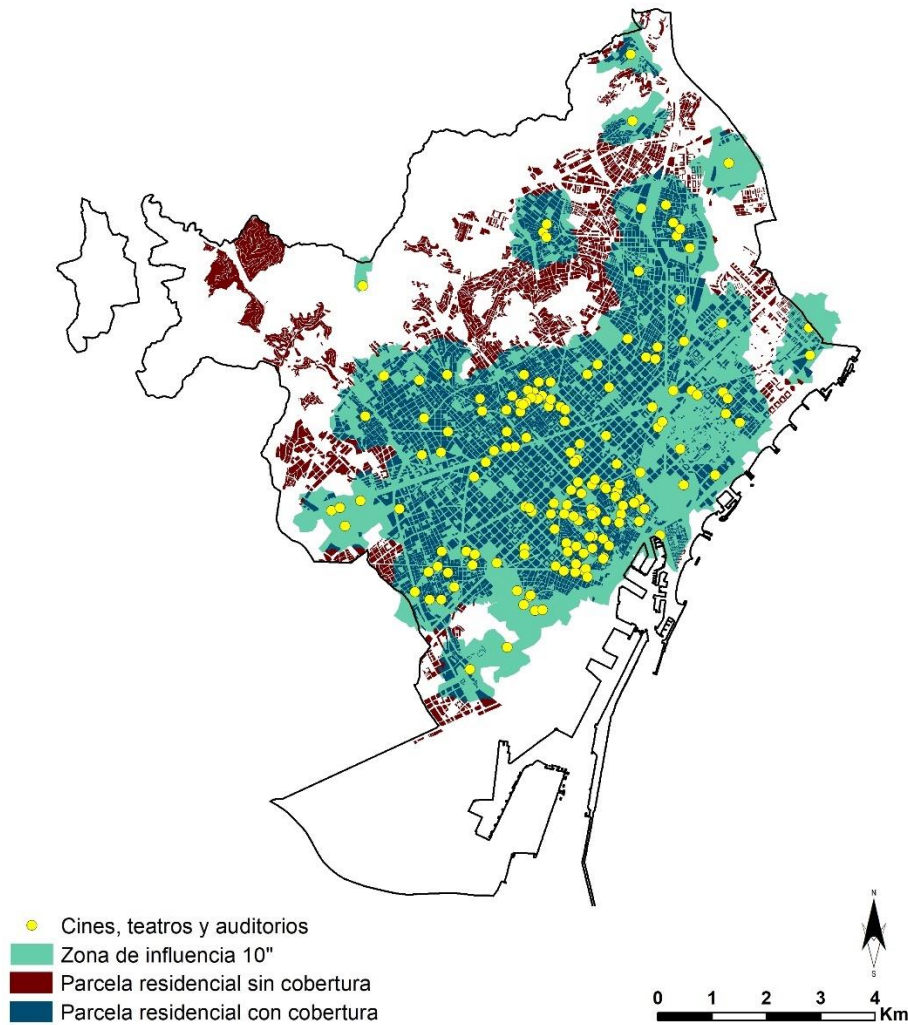 Cines, teatros y auditorios
Zona de influencia 10"
Parcela residencial sin cobertura
Parcela residencial con cobertura
N
S
0 1 2 3 4
Km